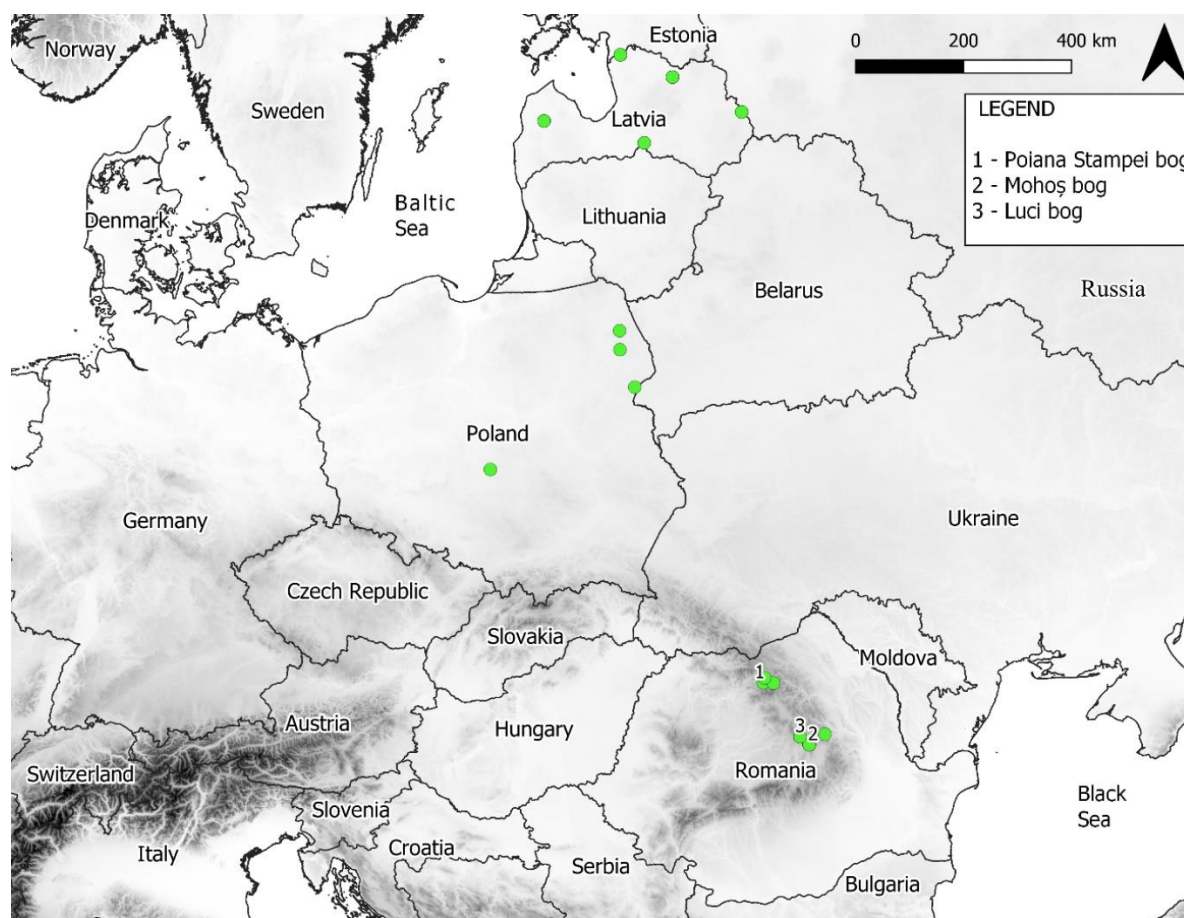 Norway
Estonia
0 200 400 km
Sweden
LEGEND
Latvia
1 - Poiana Stampei bog
2 - Mohoș bog
3 - Luci bog
Baltic
Sea
Lithuania
Denmark
Belarus
Russia
Poland
Germany
Ukraine
Czech Republic
Slovakia
Moldova
1
Austria
Hungary
3
2
Switzerland
Romania
Slovenia
Black
Sea
Croatia
Italy
Serbia
Bulgaria